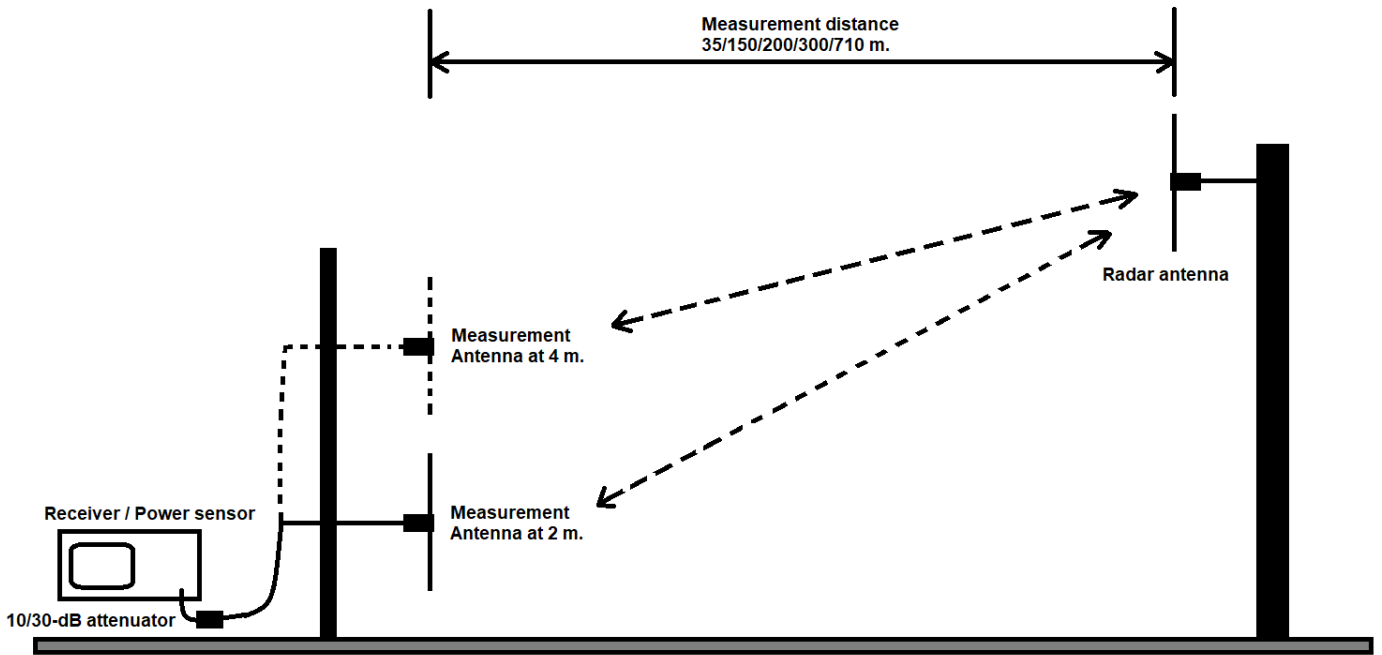 Measurement distance
35/150/200/300/710 m.
Radar antenna
Measurement
Antenna at 4 m.
Measurement
Antenna at 2 m.
Receiver / Power sensor
10/30-dB attenuator